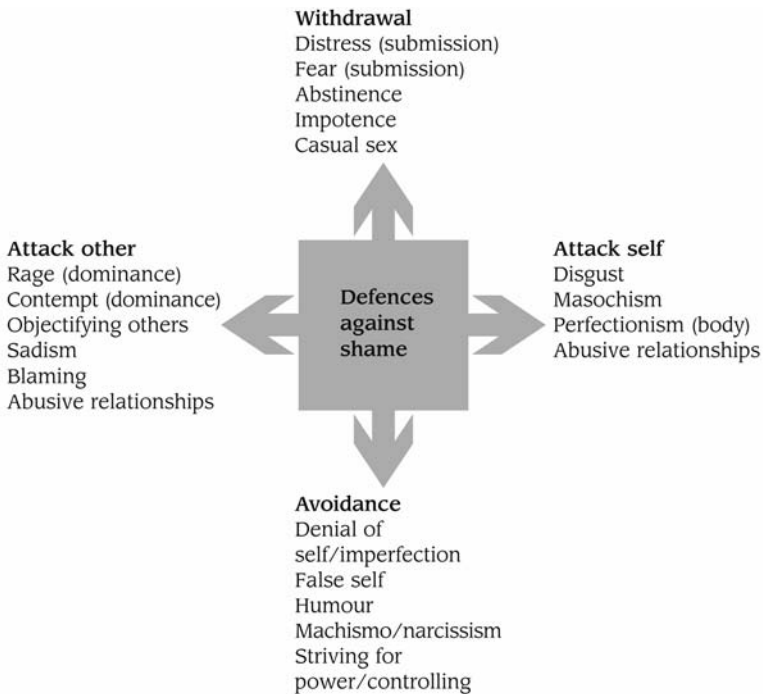 Withdrawal
Distress (submission)
Fear (submission)
Abstinence
Impotence
Casual sex
Attack other
Rage (dominance)
Contempt (dominance)
Objectifying others
Sadism
Blaming
Abusive relationships
Defences
against
shame
Attack self
Disgust
Masochism
Perfectionism (body)
Abusive relationships
Avoidance
Denial of
self/imperfection
False self
Humour
Machismo/narcissism
Striving for
power/controlling